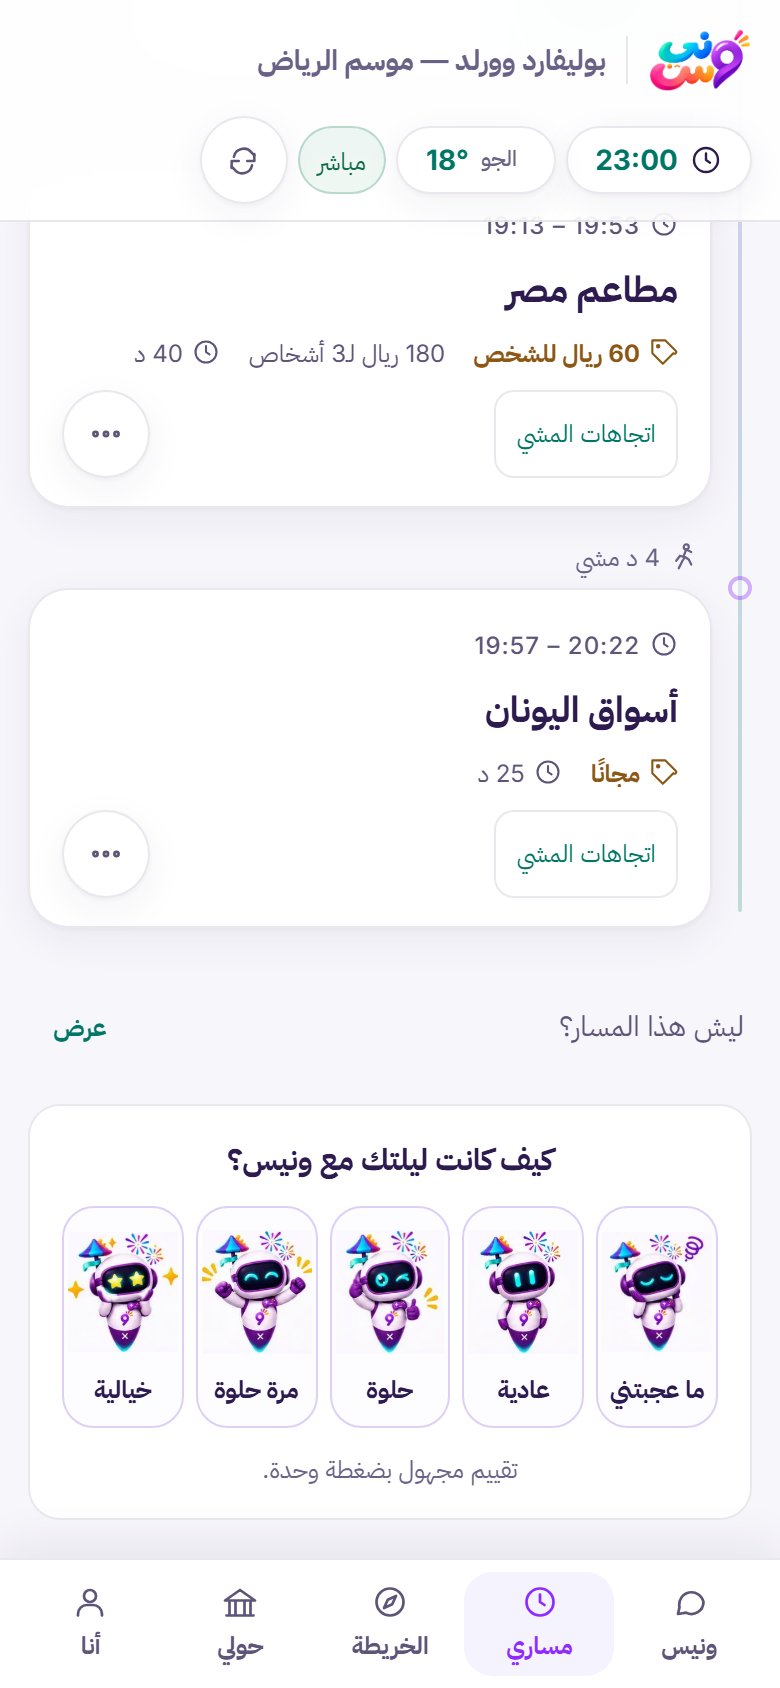 ونيس
بوليفارد وورلد — موسم الرياض
23:00
الجو 18°
مباشر
19:13 – 19:53
مطاعم مصر
60 ريال للشخص 180 ريال لـ3 أشخاص 40 د
اتجاهات المشي
4 د مشي
19:57 – 20:22
أسواق اليونان
مجانًا 25 د
اتجاهات المشي
ليش هذا المسار؟ عرض
كيف كانت ليلتك مع ونيس؟
ما عجبتني
عادية
حلوة
مرة حلوة
خيالية
تقييم مجهول بضغطة وحدة.
ونيس
مساري
الخريطة
حولي
أنا